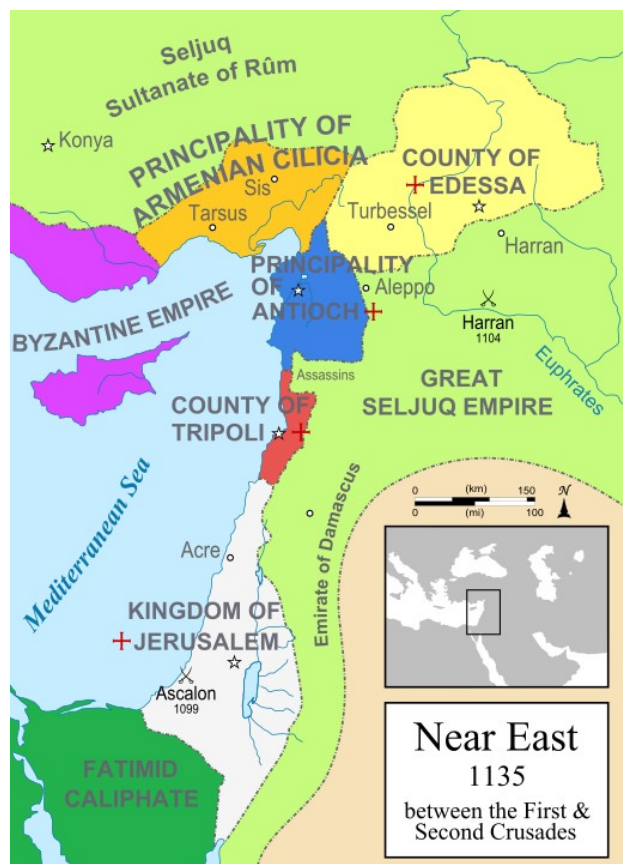 Seljuq
Sultanate of Rûm
Konya
PRINCIPALITY OF
ARMENIAN CILICIA
Sis
Tarsus
COUNTY OF
EDESSA
Turbessel
Harran
PRINCIPALITY
OF
ANTIOCH
Aleppo
Harran
1104
BYZANTINE EMPIRE
Euphrates
Assassins
GREAT
SELJUQ EMPIRE
COUNTY OF
TRIPOLI
Mediterranean Sea
Emirate of Damascus
0 (km) 150
0 (mi) 100
N
Acre
KINGDOM OF
JERUSALEM
Ascalon
1099
FATIMID
CALIPHATE
Near East
1135
between the First &
Second Crusades